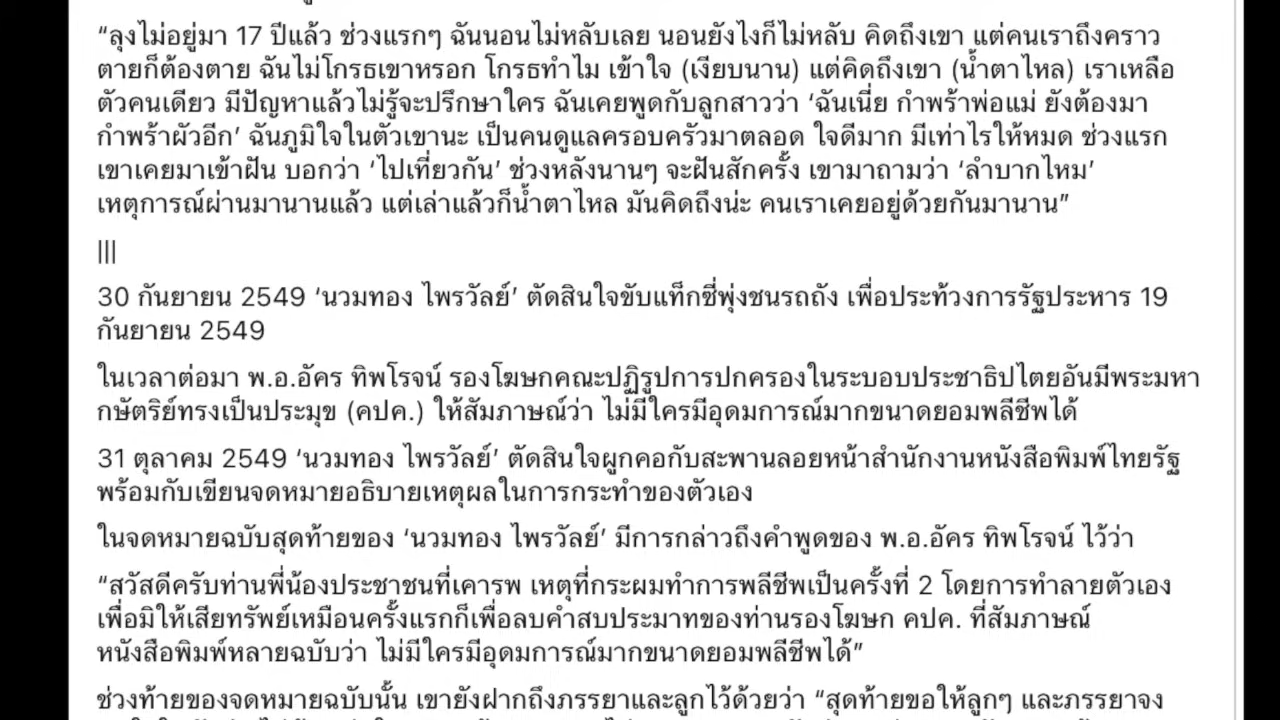 “ลุงไม่อยู่มา 17 ปีแล้ว ช่วงแรกๆ ฉันนอนไม่หลับเลย นอนยังไงก็ไม่หลับ คิดถึงเขา แต่คนเราถึงคราว
ตายก็ต้องตาย ฉันไม่โกรธเขาหรอก โกรธทำไม เข้าใจ (เงียบนาน) แต่คิดถึงเขา (น้ำตาไหล) เราเหลือ
ตัวคนเดียว มีปัญหาแล้วไม่รู้จะปรึกษาใคร ฉันเคยพูดกับลูกสาวว่า ‘ฉันเนี่ย กำพร้าพ่อแม่ ยังต้องมา
กำพร้าผัวอีก’ ฉันภูมิใจในตัวเขานะ เป็นคนดูแลครอบครัวมาตลอด ใจดีมาก มีเท่าไรให้หมด ช่วงแรก
เขาเคยมาเข้าฝัน บอกว่า ‘ไปเที่ยวกัน’ ช่วงหลังนานๆ จะฝันสักครั้ง เขามาถามว่า ‘ลำบากไหม’
เหตุการณ์ผ่านมานานแล้ว แต่เล่าแล้วก็น้ำตาไหล มันคิดถึงน่ะ คนเราเคยอยู่ด้วยกันมานาน”
|||
30 กันยายน 2549 ‘นวมทอง ไพรวัลย์’ ตัดสินใจขับแท็กซี่พุ่งชนรถถัง เพื่อประท้วงการรัฐประหาร 19
กันยายน 2549
ในเวลาต่อมา พ.อ.อัคร ทิพโรจน์ รองโฆษกคณะปฏิรูปการปกครองในระบอบประชาธิปไตยอันมีพระมหา
กษัตริย์ทรงเป็นประมุข (คปค.) ให้สัมภาษณ์ว่า ไม่มีใครมีอุดมการณ์มากขนาดยอมพลีชีพได้
31 ตุลาคม 2549 ‘นวมทอง ไพรวัลย์’ ตัดสินใจผูกคอกับสะพานลอยหน้าสำนักงานหนังสือพิมพ์ไทยรัฐ
พร้อมกับเขียนจดหมายอธิบายเหตุผลในการกระทำของตัวเอง
ในจดหมายฉบับสุดท้ายของ ‘นวมทอง ไพรวัลย์’ มีการกล่าวถึงคำพูดของ พ.อ.อัคร ทิพโรจน์ ไว้ว่า
“สวัสดีครับท่านพี่น้องประชาชนที่เคารพ เหตุที่กระผมทำการพลีชีพเป็นครั้งที่ 2 โดยการทำลายตัวเอง
เพื่อมิให้เสียทรัพย์เหมือนครั้งแรกก็เพื่อลบคำสบประมาทของท่านรองโฆษก คปค. ที่สัมภาษณ์
หนังสือพิมพ์หลายฉบับว่า ไม่มีใครมีอุดมการณ์มากขนาดยอมพลีชีพได้”
ช่วงท้ายของจดหมายฉบับนั้น เขายังฝากถึงภรรยาและลูกไว้ด้วยว่า “สุดท้ายขอให้ลูกๆ และภรรยาจง